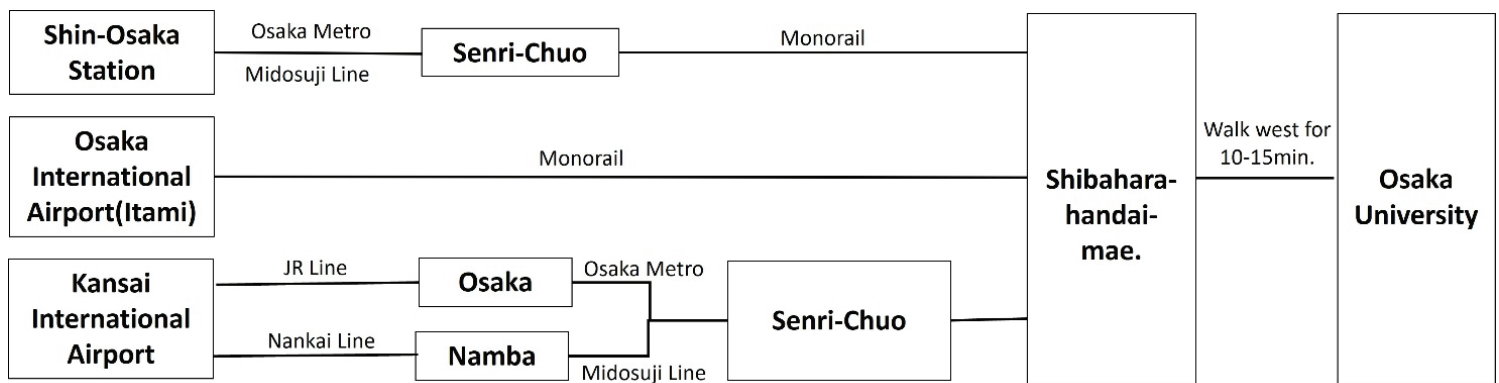 Shin-Osaka
Station
Osaka Metro
Midosuji Line
Senri-Chuo
Monorail
Osaka
International
Airport(Itami)
Monorail
Kansai
International
Airport
JR Line
Nankai Line
Osaka
Namba
Osaka Metro
Midosuji Line
Senri-Chuo
Shibahara-
handai-
mae.
Walk west for
10-15min.
Osaka
University